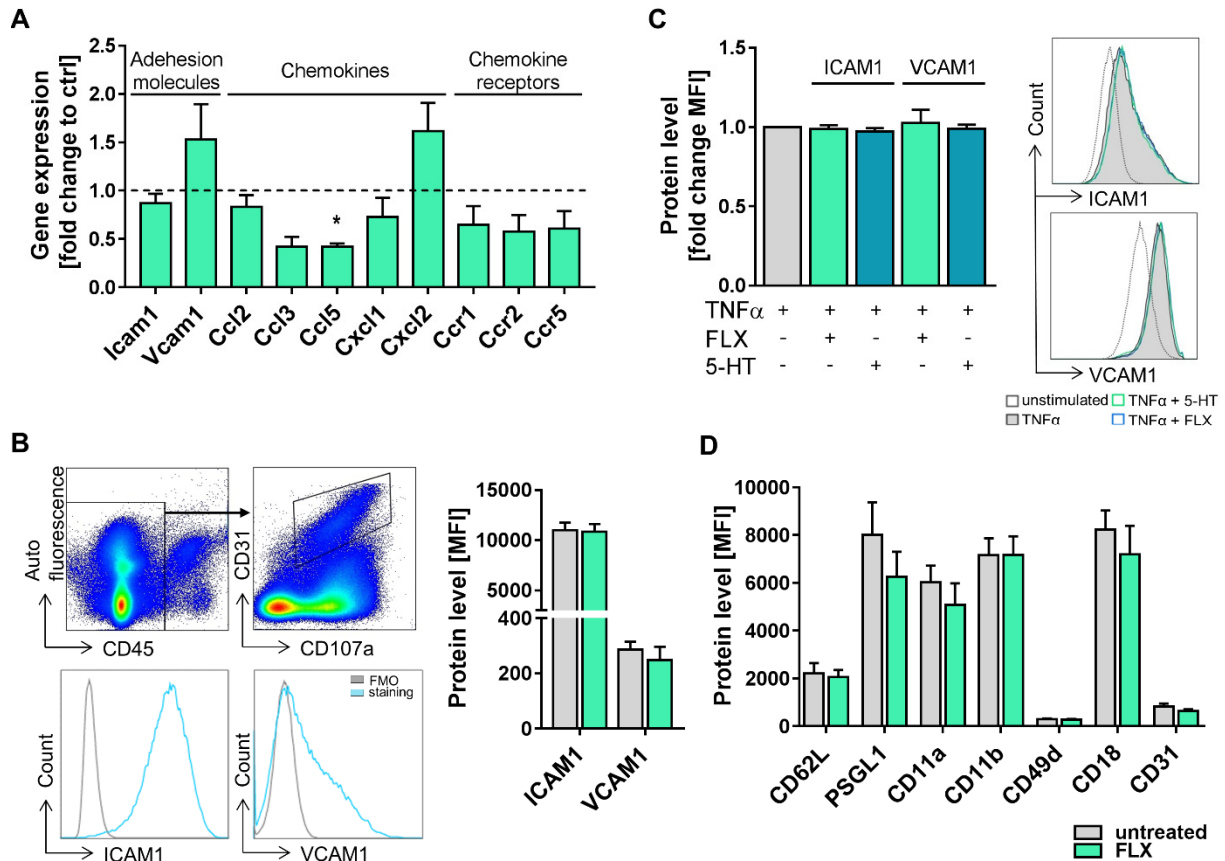 A
Gene expression
[fold change to ctrl]
2.5
2.0
1.5
1.0
0.5
0.0
Adehesion
molecules
Chemokines
Chemokine
receptors
*
Icam1
Vcam1
Ccl2
Ccl3
Ccl5
Cxcl1
Cxcl2
Ccr1
Ccr2
Ccr5
C
Protein level
[fold change MFI]
1.5
1.0
0.5
0.0
ICAM1
VCAM1
TNFα + + + + +
FLX - + - + -
5-HT - - + - +
Count
ICAM1
Count
VCAM1
unstimulated
TNFα + 5-HT
TNFα
TNFα + FLX
B
Auto
fluorescence
CD45
CD31
CD107a
Count
ICAM1
Count
FMO
staining
VCAM1
Protein level [MFI]
15000
10000
5000
400
200
0
ICAM1
VCAM1
D
Protein level [MFI]
10000
8000
6000
4000
2000
0
CD62L
PSGL1
CD11a
CD11b
CD49d
CD18
CD31
untreated
FLX